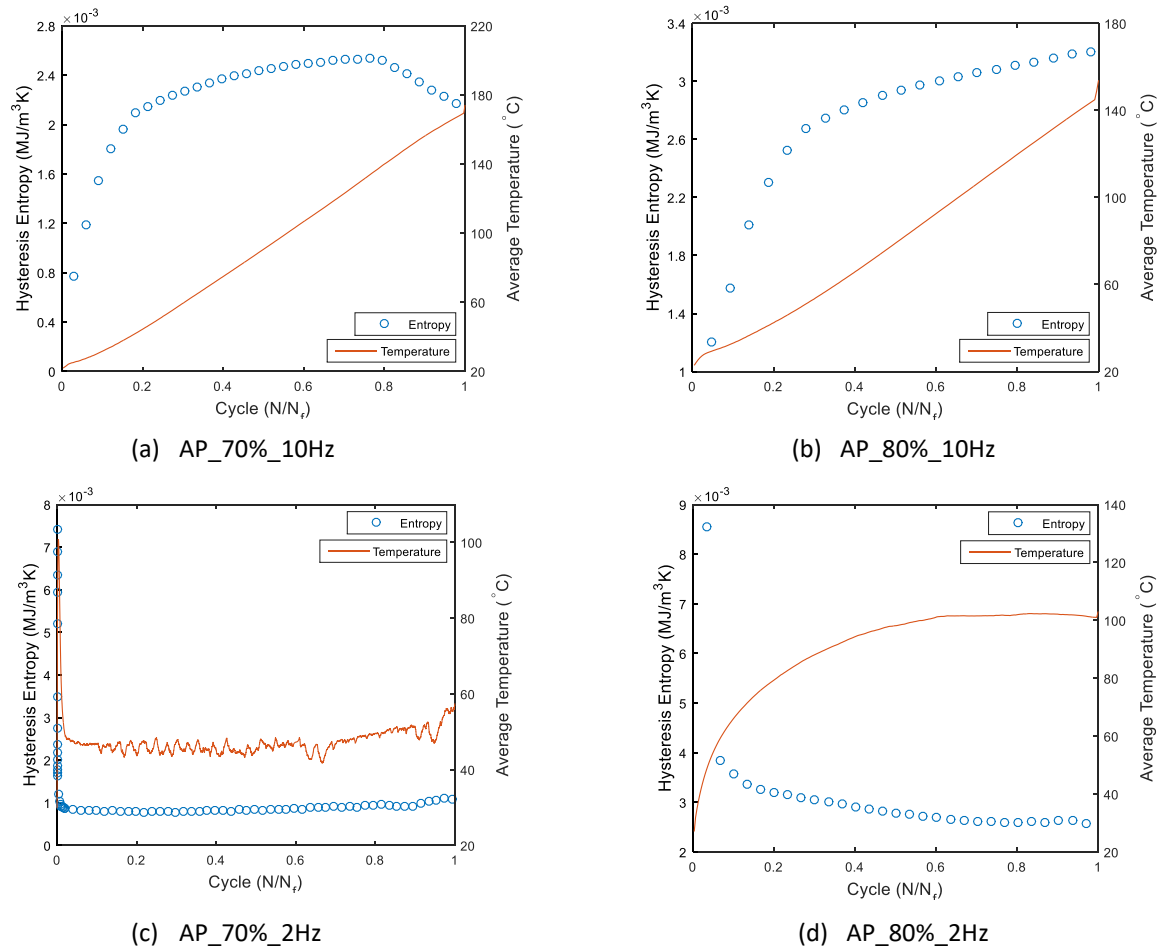 ×10⁻³
2.8
2.4
2
1.6
1.2
0.8
0.4
0
Hysteresis Entropy (MJ/m³K)
220
180
140
100
60
20
Average Temperature (°C)
Entropy
Temperature
0 0.2 0.4 0.6 0.8 1
Cycle (N/Nf)
(a) AP_70%_10Hz
×10⁻³
3.4
3
2.6
2.2
1.8
1.4
1
Hysteresis Entropy (MJ/m³K)
180
140
100
60
20
Average Temperature (°C)
Entropy
Temperature
0 0.2 0.4 0.6 0.8 1
Cycle (N/Nf)
(b) AP_80%_10Hz
×10⁻³
8
7
6
5
4
3
2
1
0
Hysteresis Entropy (MJ/m³K)
100
80
60
40
20
Average Temperature (°C)
Entropy
Temperature
0 0.2 0.4 0.6 0.8 1
Cycle (N/Nf)
(c) AP_70%_2Hz
×10⁻³
9
8
7
6
5
4
3
2
Hysteresis Entropy (MJ/m³K)
140
120
100
80
60
40
20
Average Temperature (°C)
Entropy
Temperature
0 0.2 0.4 0.6 0.8 1
Cycle (N/Nf)
(d) AP_80%_2Hz